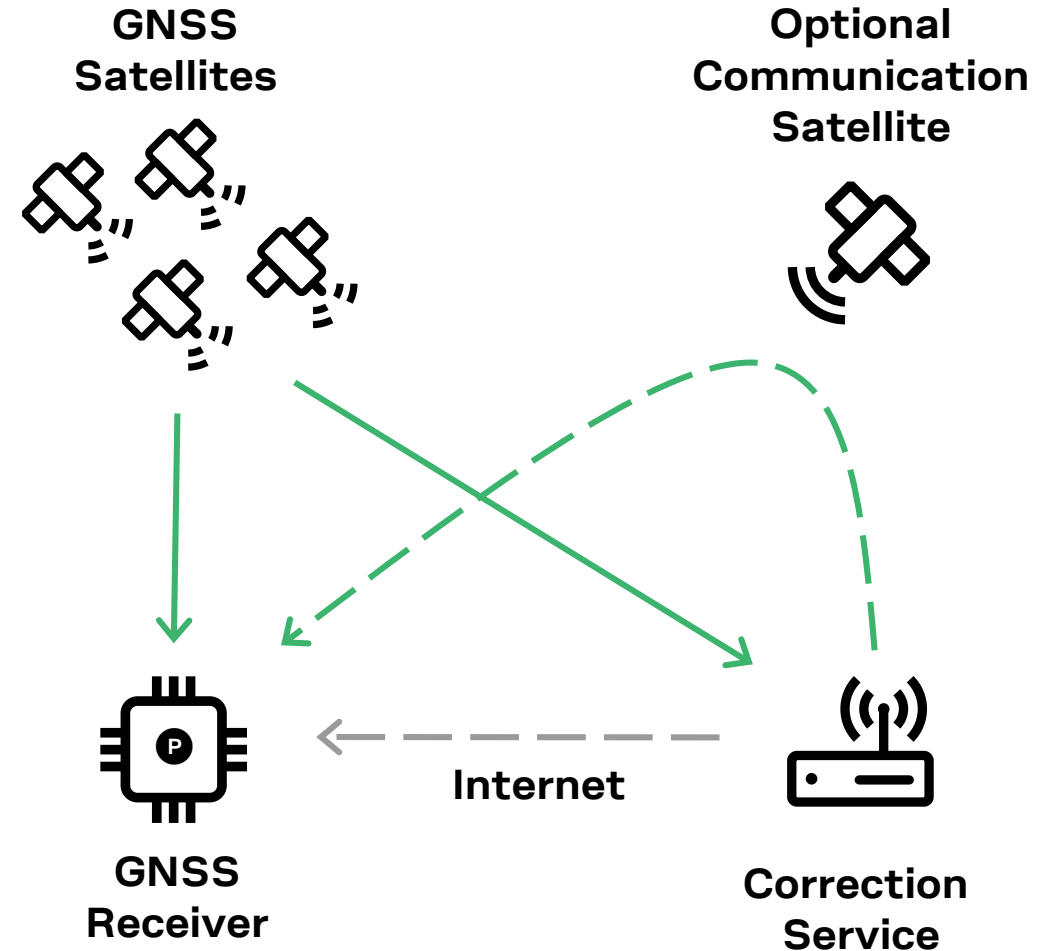 GNSS
Satellites
Optional
Communication
Satellite
P
Internet
GNSS
Receiver
Correction
Service